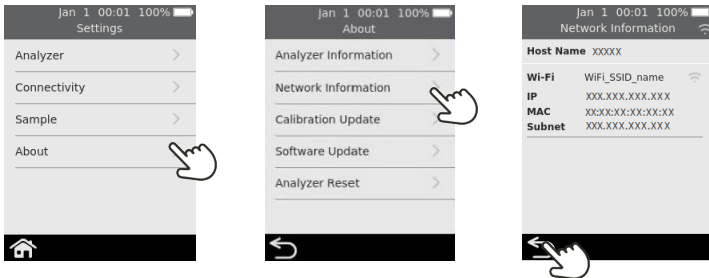 Jan 1 00:01 100%
Settings
Analyzer
Connectivity
Sample
About
Jan 1 00:01 100%
About
Analyzer Information
Network Information
Calibration Update
Software Update
Analyzer Reset
Jan 1 00:01 100%
Network Information
Host Name XXXXX
Wi-Fi WiFi_SSID_name
IP XXX.XXX.XXX.XXX
MAC XX:XX:XX:XX:XX:XX
Subnet XXX.XXX.XXX.XXX